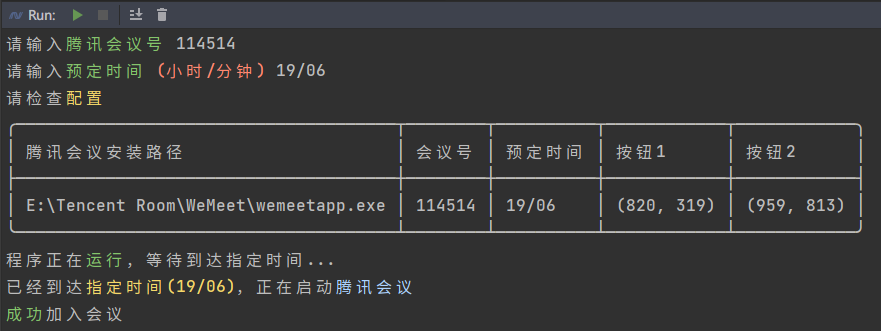 Run:
请输入腾讯会议号 114514
请输入预定时间 (小时/分钟) 19/06
请检查配置
腾讯会议安装路径 会议号 预定时间 按钮1 按钮2
E:\Tencent Room\WeMeet\wemeetapp.exe 114514 19/06 (820, 319) (959, 813)
程序正在运行, 等待到达指定时间...
已经到达指定时间(19/06), 正在启动腾讯会议
成功加入会议